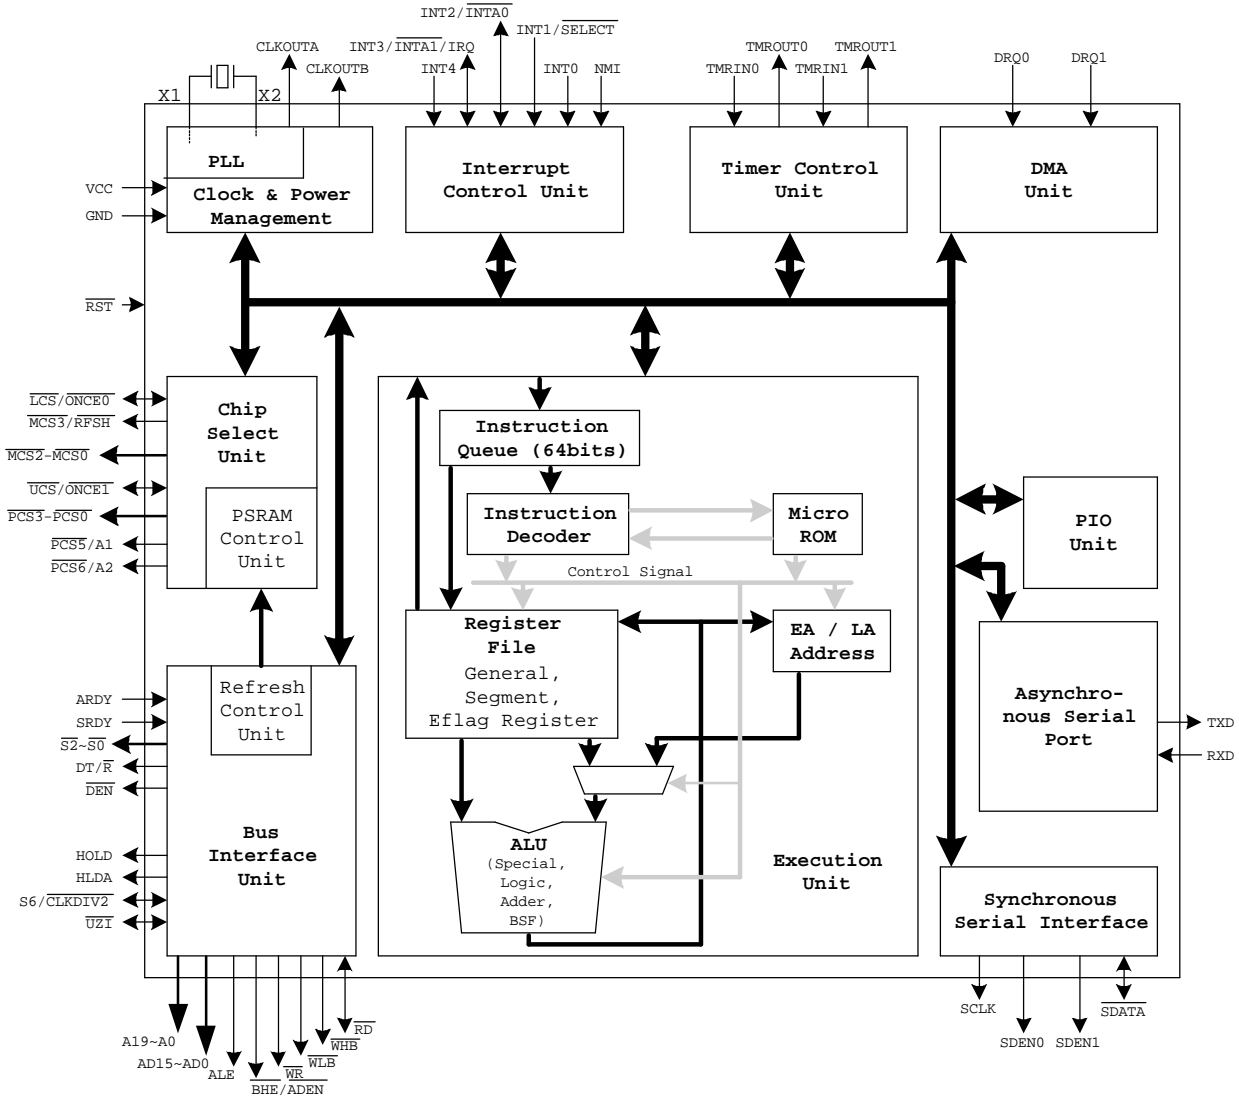 INT2/INTA0
INT1/SELECT
CLKOUTA
INT3/INTA1/IRQ
TMROUT0
TMROUT1
CLKOUTB
INT4
INT0
NMI
TMRIN0
TMRIN1
DRQ0
DRQ1
X1
X2
PLL
Clock & Power
Management
Interrupt
Control Unit
Timer Control
Unit
DMA
Unit
VCC
GND
RST
LCS/ONCE0
MCS3/RFSH
MCS2-MCS0
UCS/ONCE1
PCS3-PCS0
PCS5/A1
PCS6/A2
Chip
Select
Unit
PSRAM
Control
Unit
Instruction
Queue (64bits)
Instruction
Decoder
Micro
ROM
Control Signal
Register
File
General,
Segment,
Eflag Register
EA / LA
Address
PIO
Unit
Asynchro-
nous Serial
Port
TXD
RXD
Refresh
Control
Unit
ARDY
SRDY
S2~S0
DT/R
DEN
HOLD
HLDA
S6/CLKDIV2
UZI
Bus
Interface
Unit
ALU
(Special,
Logic,
Adder,
BSF)
Execution
Unit
Synchronous
Serial Interface
SCLK
SDATA
SDEN0
SDEN1
A19~A0
AD15~AD0
ALE
BHE/ADEN
WR
WLB
WHB
RD